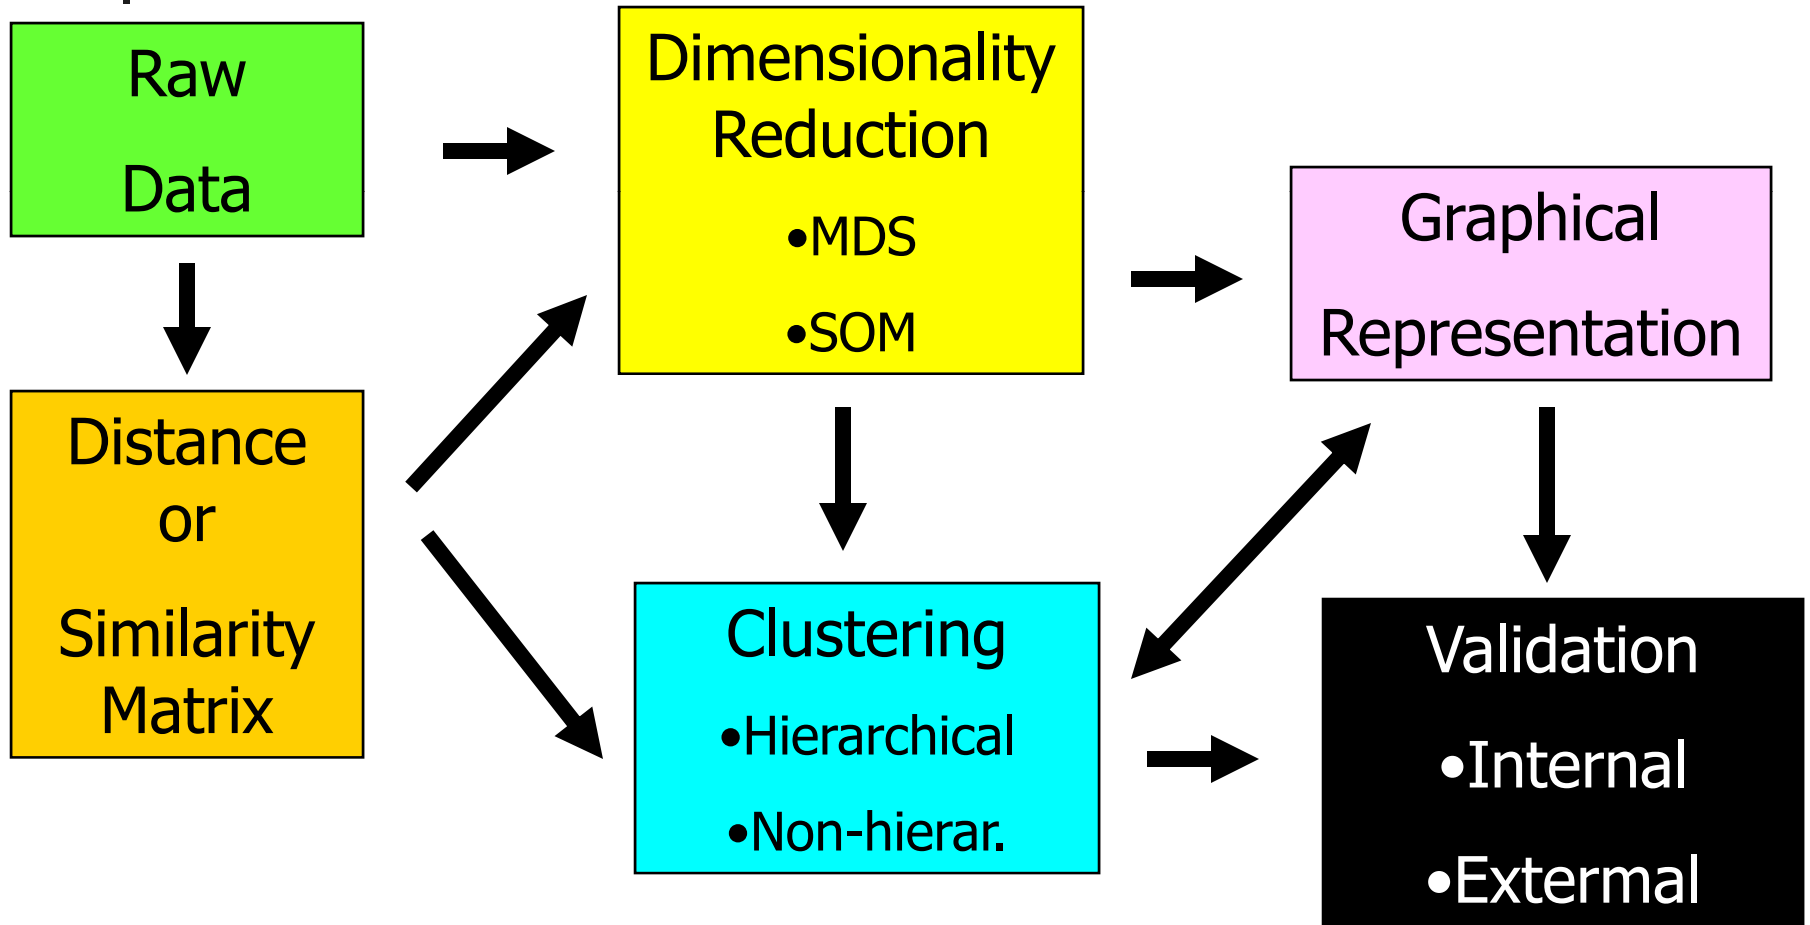 Raw
Data
Dimensionality
Reduction
•MDS
•SOM
Graphical
Representation
Distance
or
Similarity
Matrix
Clustering
•Hierarchical
•Non-hierar.
Validation
•Internal
•Extermal